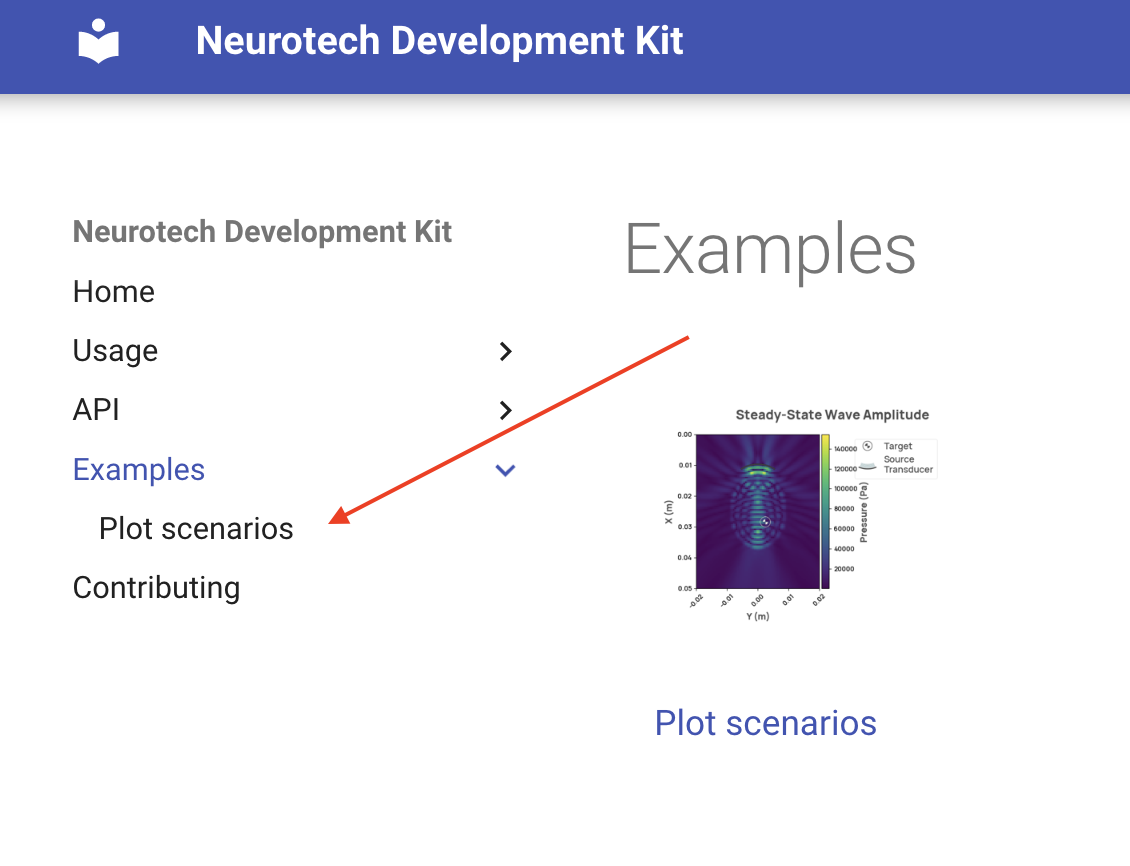 Neurotech Development Kit
Neurotech Development Kit
Home
Usage
API
Examples
Plot scenarios
Contributing
Examples
Steady-State Wave Amplitude
0.00
0.01
0.02
0.03
0.04
0.05
X (m)
-0.02
-0.01
0.00
0.01
0.02
Y (m)
140000
120000
100000
80000
60000
40000
20000
Pressure (Pa)
Target
Source
Transducer
Plot scenarios